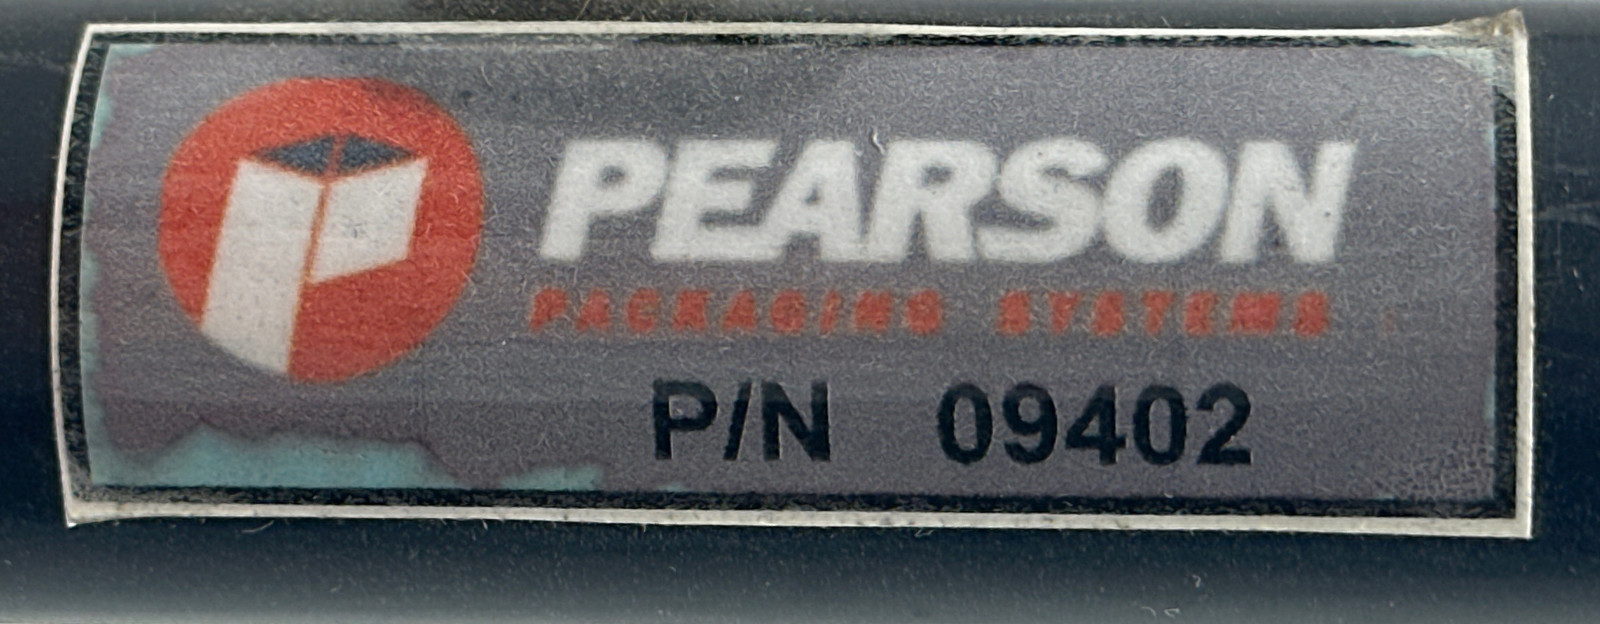 PEARSON
PACKAGING SYSTEMS
P/N 09402